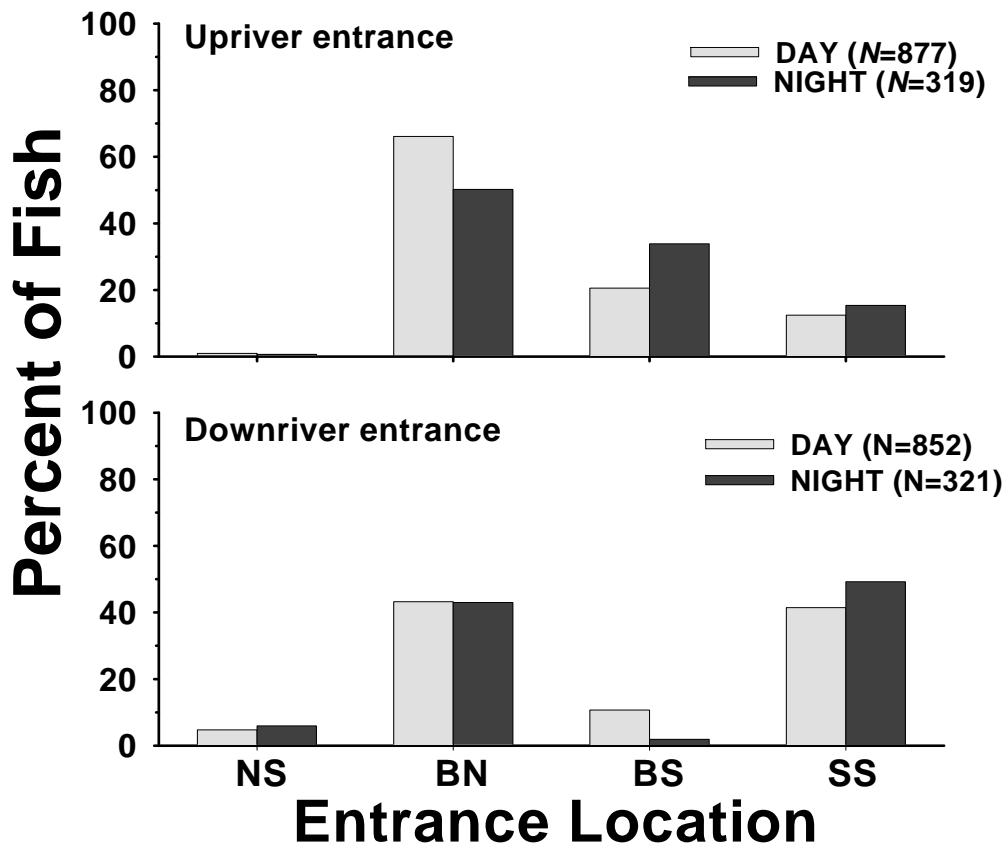 Percent of Fish
100
80
60
40
20
0
Upriver entrance
DAY (N=877)
NIGHT (N=319)
100
80
60
40
20
0
Downriver entrance
DAY (N=852)
NIGHT (N=321)
NS BN BS SS
Entrance Location